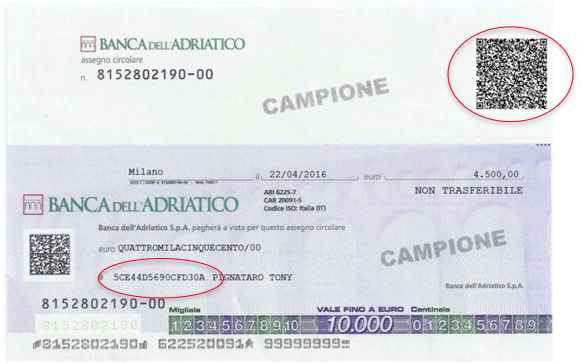 BANCA DELL'ADRIATICO
assegno circolare
n. 8152802190-00
CAMPIONE
Milano il 22/04/2016 euro 4.500,00
ABI 6225-7
CAB 20091-5
Codice ISO: Italia (IT)
NON TRASFERIBILE
BANCA DELL'ADRIATICO
Banca dell'Adriatico S.p.A. pagherà a vista per questo assegno circolare
euro QUATTROMILACINQUECENTO/00
CAMPIONE
5CE44D5690CFD30A PIGNATARO TONY
Banca dell'Adriatico S.p.A.
8152802190-00
Migliaia VALE FINO A EURO Centinaia
8152802190 1 2 3 4 5 6 7 8 9 10 10.000 0 1 2 3 4 5 6 7 8 9
8152802190 622520091 99999999